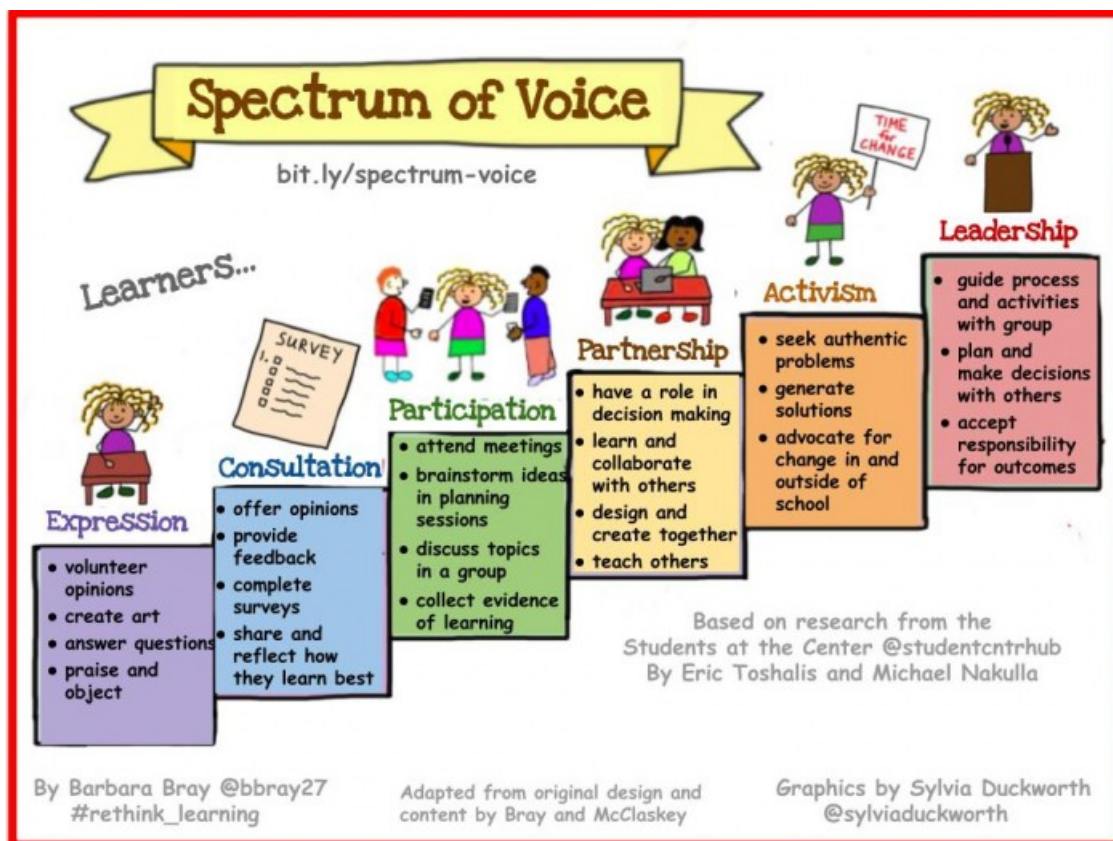 Spectrum of Voice
bit.ly/spectrum-voice
Learners...
TIME
for
CHANGE
SURVEY
1.
Expression
• volunteer
opinions
• create art
• answer questions
• praise and
object
Consultation
• offer opinions
• provide
feedback
• complete
surveys
• share and
reflect how
they learn best
Participation
• attend meetings
• brainstorm ideas
in planning
sessions
• discuss topics
in a group
• collect evidence
of learning
Partnership
• have a role in
decision making
• learn and
collaborate
with others
• design and
create together
• teach others
Activism
• seek authentic
problems
• generate
solutions
• advocate for
change in and
outside of
school
Leadership
• guide process
and activities
with group
• plan and
make decisions
with others
• accept
responsibility
for outcomes
Based on research from the
Students at the Center @studentcntrhub
By Eric Toshalis and Michael Nakulla
By Barbara Bray @bbray27
#rethink_learning
Adapted from original design and
content by Bray and McClaskey
Graphics by Sylvia Duckworth
@sylviaduckworth